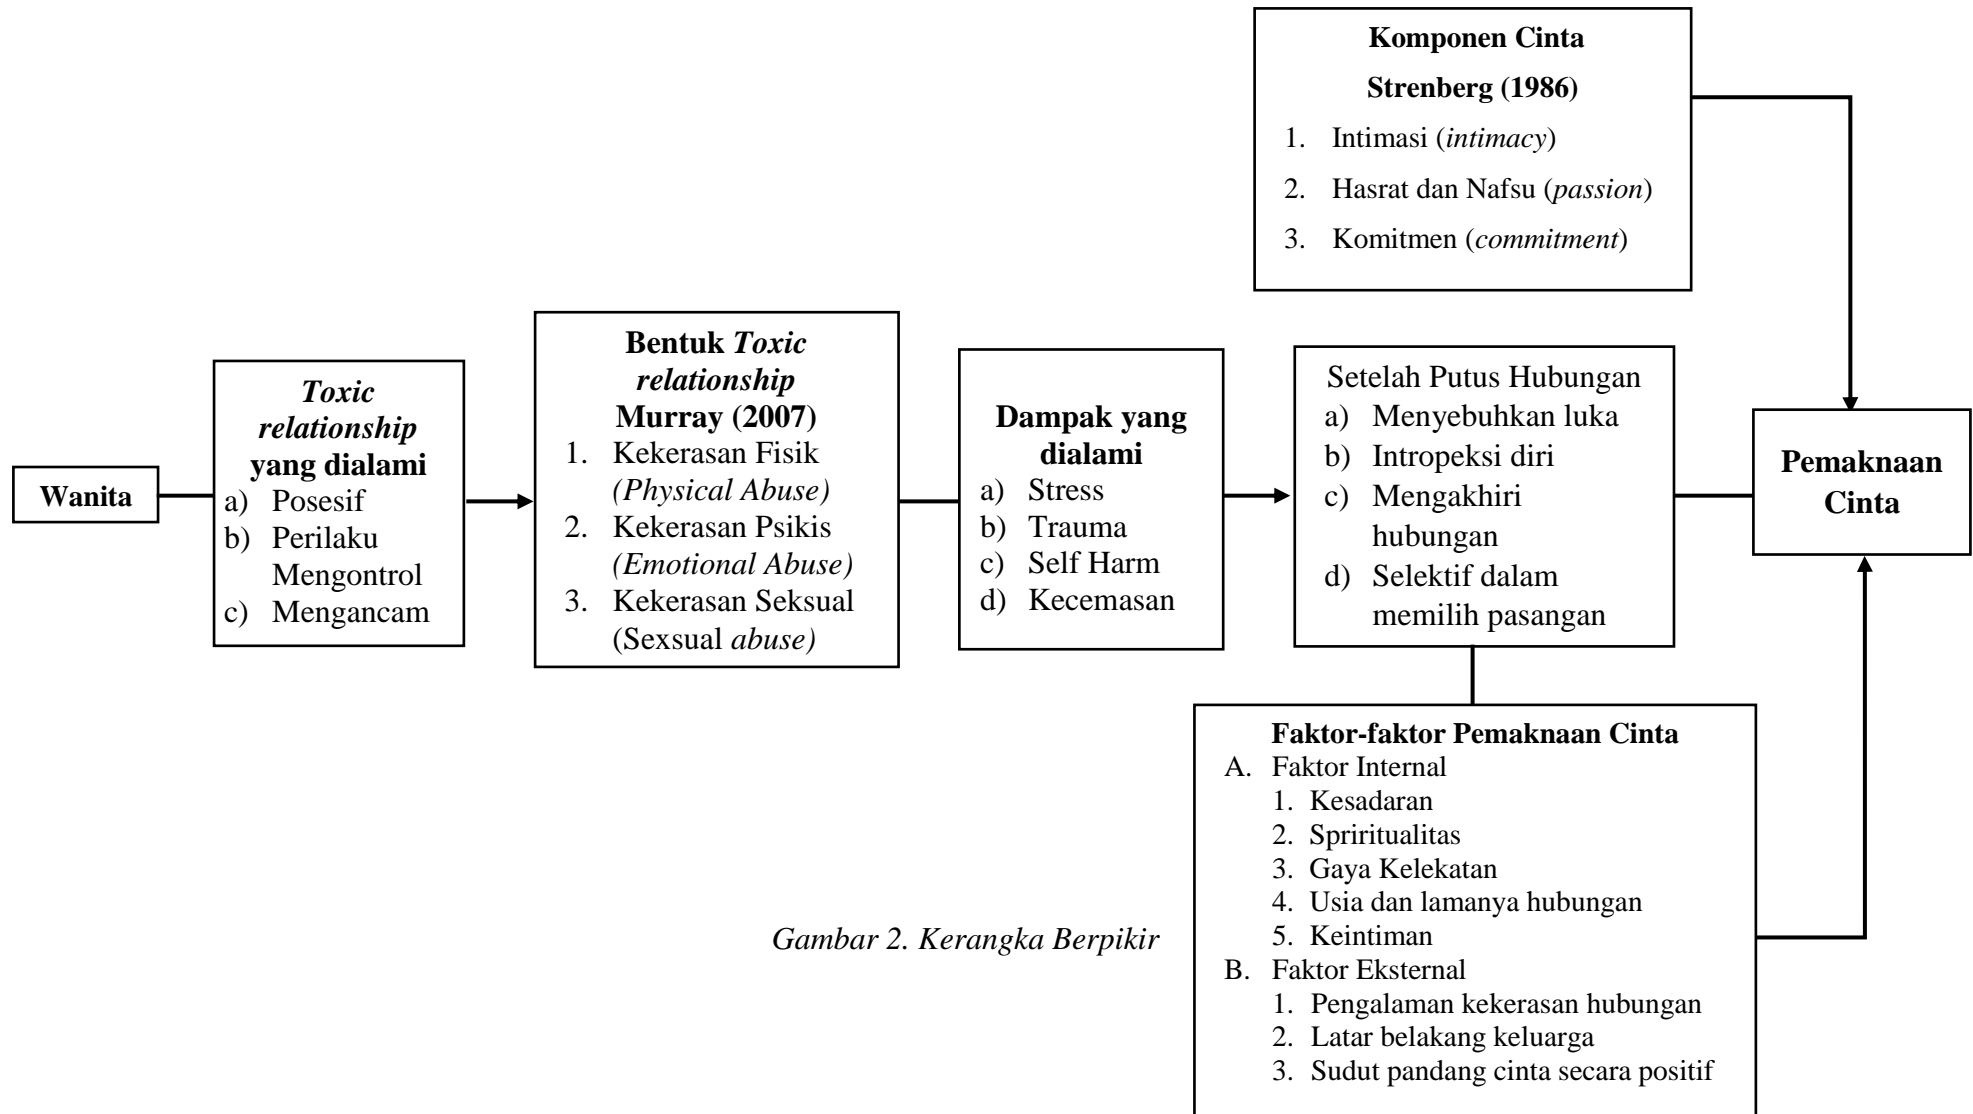 Komponen Cinta
Strenberg (1986)
1. Intimasi (intimacy)
2. Hasrat dan Nafsu (passion)
3. Komitmen (commitment)
Wanita
Toxic
relationship
yang dialami
a) Posesif
b) Perilaku
Mengontrol
c) Mengancam
Bentuk Toxic
relationship
Murray (2007)
1. Kekerasan Fisik
(Physical Abuse)
2. Kekerasan Psikis
(Emotional Abuse)
3. Kekerasan Seksual
(Sexsual abuse)
Dampak yang
dialami
a) Stress
b) Trauma
c) Self Harm
d) Kecemasan
Setelah Putus Hubungan
a) Menyebuhkan luka
b) Intropeksi diri
c) Mengakhiri
hubungan
d) Selektif dalam
memilih pasangan
Pemaknaan
Cinta
Faktor-faktor Pemaknaan Cinta
A. Faktor Internal
1. Kesadaran
2. Spriritualitas
3. Gaya Kelekatan
4. Usia dan lamanya hubungan
5. Keintiman
B. Faktor Eksternal
1. Pengalaman kekerasan hubungan
2. Latar belakang keluarga
3. Sudut pandang cinta secara positif
Gambar 2. Kerangka Berpikir